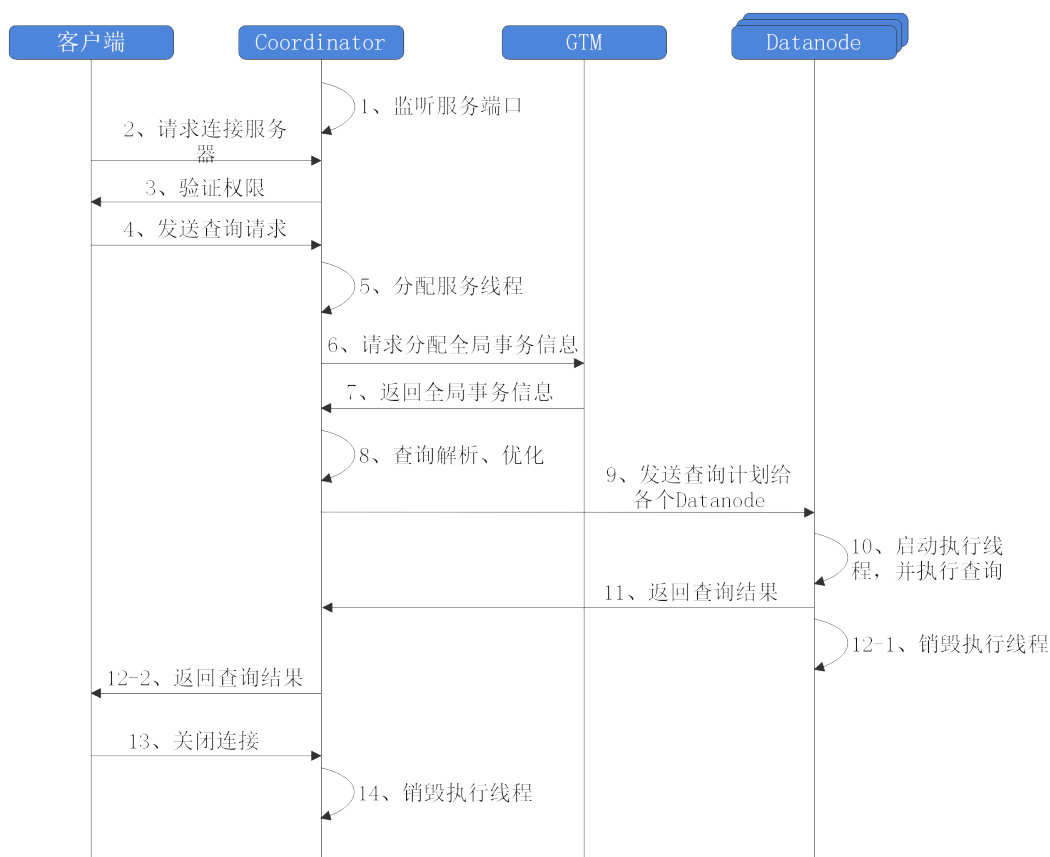 客户端
Coordinator
GTM
Datanode
1、监听服务端口
2、请求连接服务
器
3、验证权限
4、发送查询请求
5、分配服务线程
6、请求分配全局事务信息
7、返回全局事务信息
8、查询解析、优化
9、发送查询计划给
各个Datanode
10、启动执行线
程，并执行查询
11、返回查询结果
12-1、销毁执行线程
12-2、返回查询结果
13、关闭连接
14、销毁执行线程